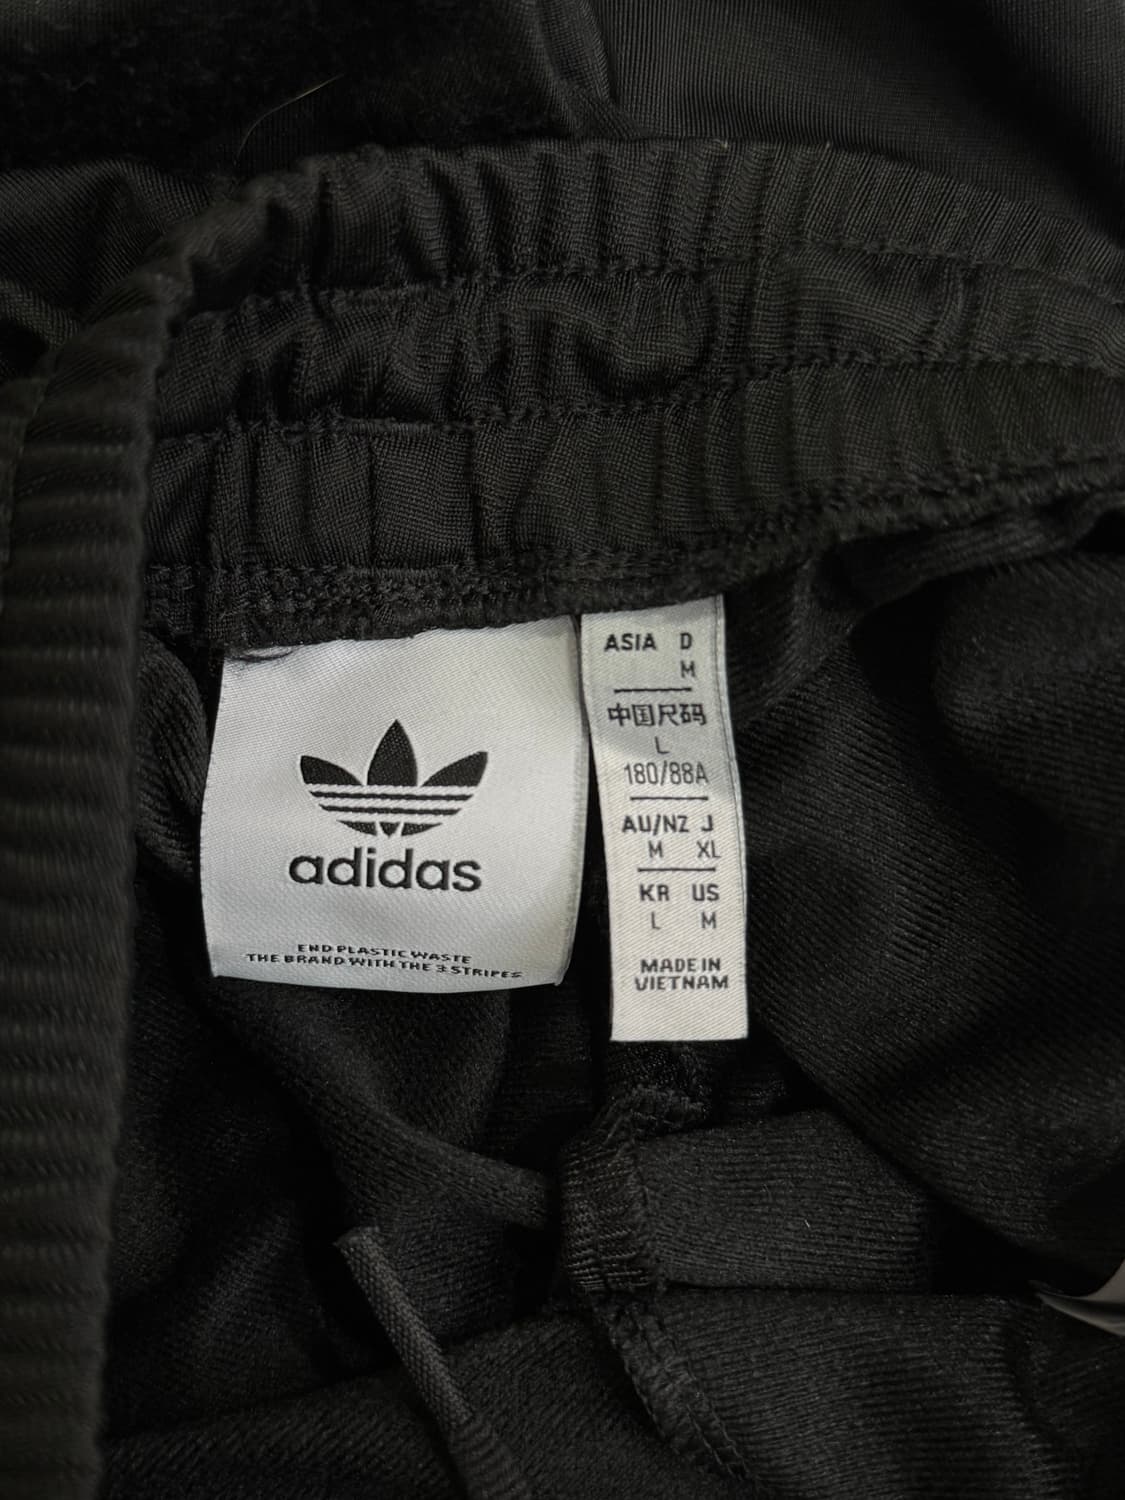 adidas
END PLASTIC WASTE
THE BRAND WITH THE 3 STRIPES
ASIA D
M
中国尺码
L
180/88A
AU/NZ J
M XL
KR US
L M
MADE IN
VIETNAM